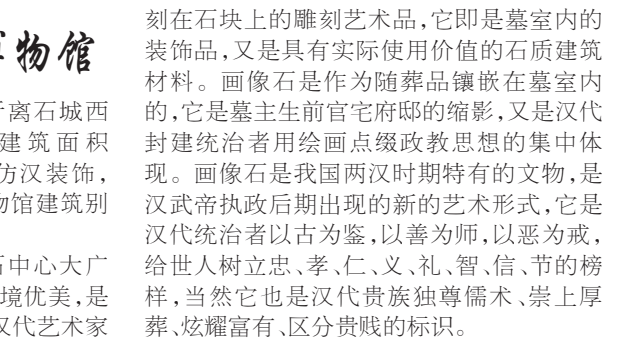 物馆
离石城西
建筑面积
仿汉装饰,
物馆建筑别
中心大广
境优美,是
汉代艺术家
刻在石块上的雕刻艺术品,它即是墓室内的
装饰品,又是具有实际使用价值的石质建筑
材料。画像石是作为随葬品镶嵌在墓室内
的,它是墓主生前官宅府邸的缩影,又是汉代
封建统治者用绘画点缀政教思想的集中体
现。画像石是我国两汉时期特有的文物,是
汉武帝执政后期出现的新的艺术形式,它是
汉代统治者以古为鉴,以善为师,以恶为戒,
给世人树立忠、孝、仁、义、礼、智、信、节的榜
样,当然它也是汉代贵族独尊儒术、崇上厚
葬、炫耀富有、区分贵贱的标识。